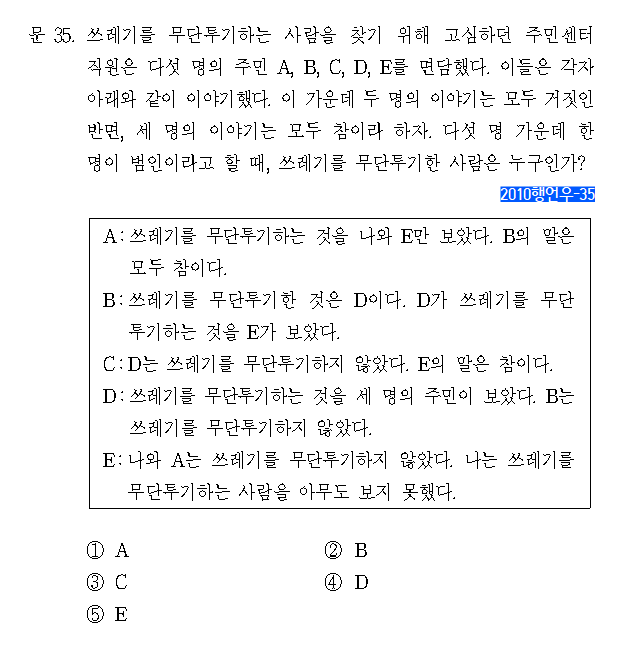 문 35. 쓰레기를 무단투기하는 사람을 찾기 위해 고심하던 주민센터
직원은 다섯 명의 주민 A, B, C, D, E를 면담했다. 이들은 각자
아래와 같이 이야기했다. 이 가운데 두 명의 이야기는 모두 거짓인
반면, 세 명의 이야기는 모두 참이라 하자. 다섯 명 가운데 한
명이 범인이라고 할 때, 쓰레기를 무단투기한 사람은 누구인가?
2010행언우-35
A: 쓰레기를 무단투기하는 것을 나와 E만 보았다. B의 말은
모두 참이다.
B: 쓰레기를 무단투기한 것은 D이다. D가 쓰레기를 무단
투기하는 것을 E가 보았다.
C: D는 쓰레기를 무단투기하지 않았다. E의 말은 참이다.
D: 쓰레기를 무단투기하는 것을 세 명의 주민이 보았다. B는
쓰레기를 무단투기하지 않았다.
E: 나와 A는 쓰레기를 무단투기하지 않았다. 나는 쓰레기를
무단투기하는 사람을 아무도 보지 못했다.
① A ② B
③ C ④ D
⑤ E